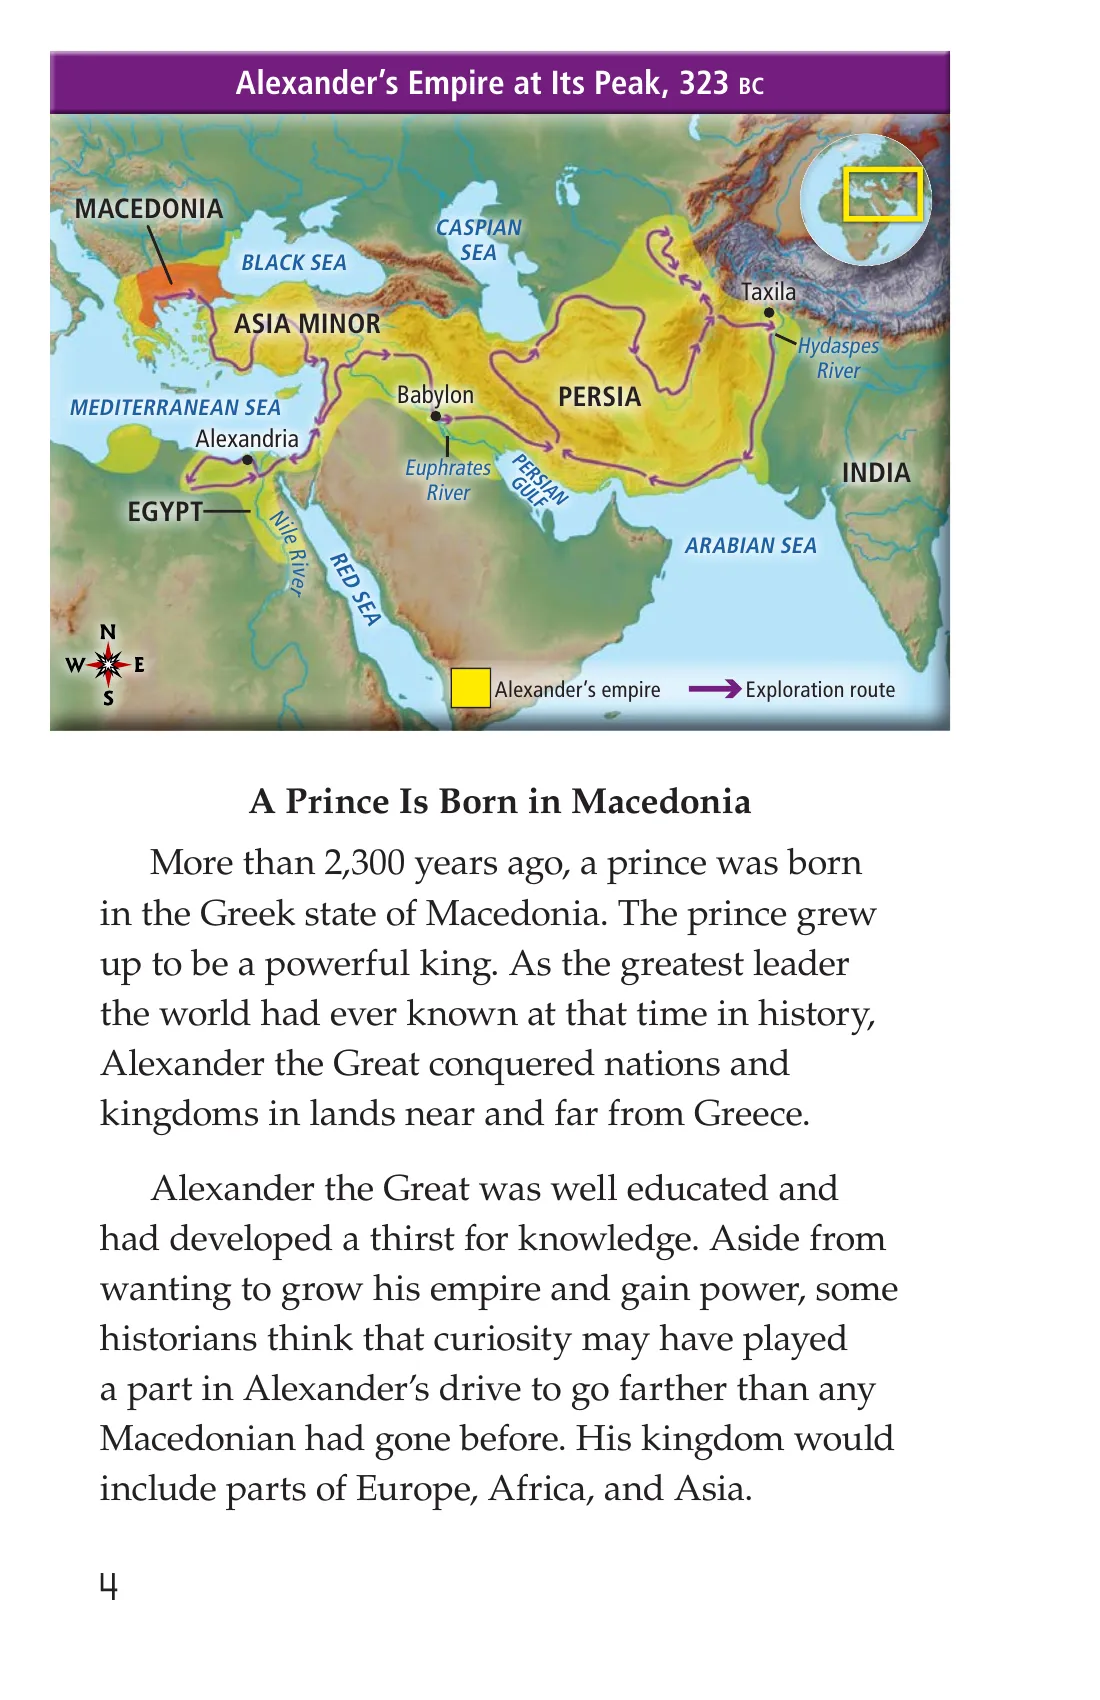 Alexander’s Empire at Its Peak, 323 BC
MACEDONIA
BLACK SEA
CASPIAN
SEA
ASIA MINOR
Taxila
Hydaspes
River
MEDITERRANEAN SEA
Babylon
PERSIA
Alexandria
Euphrates
River
PERSIAN
GULF
INDIA
EGYPT
Nile River
RED SEA
ARABIAN SEA
N
W E
S
Alexander’s empire
Exploration route
A Prince Is Born in Macedonia
More than 2,300 years ago, a prince was born
in the Greek state of Macedonia. The prince grew
up to be a powerful king. As the greatest leader
the world had ever known at that time in history,
Alexander the Great conquered nations and
kingdoms in lands near and far from Greece.
Alexander the Great was well educated and
had developed a thirst for knowledge. Aside from
wanting to grow his empire and gain power, some
historians think that curiosity may have played
a part in Alexander’s drive to go farther than any
Macedonian had gone before. His kingdom would
include parts of Europe, Africa, and Asia.
4